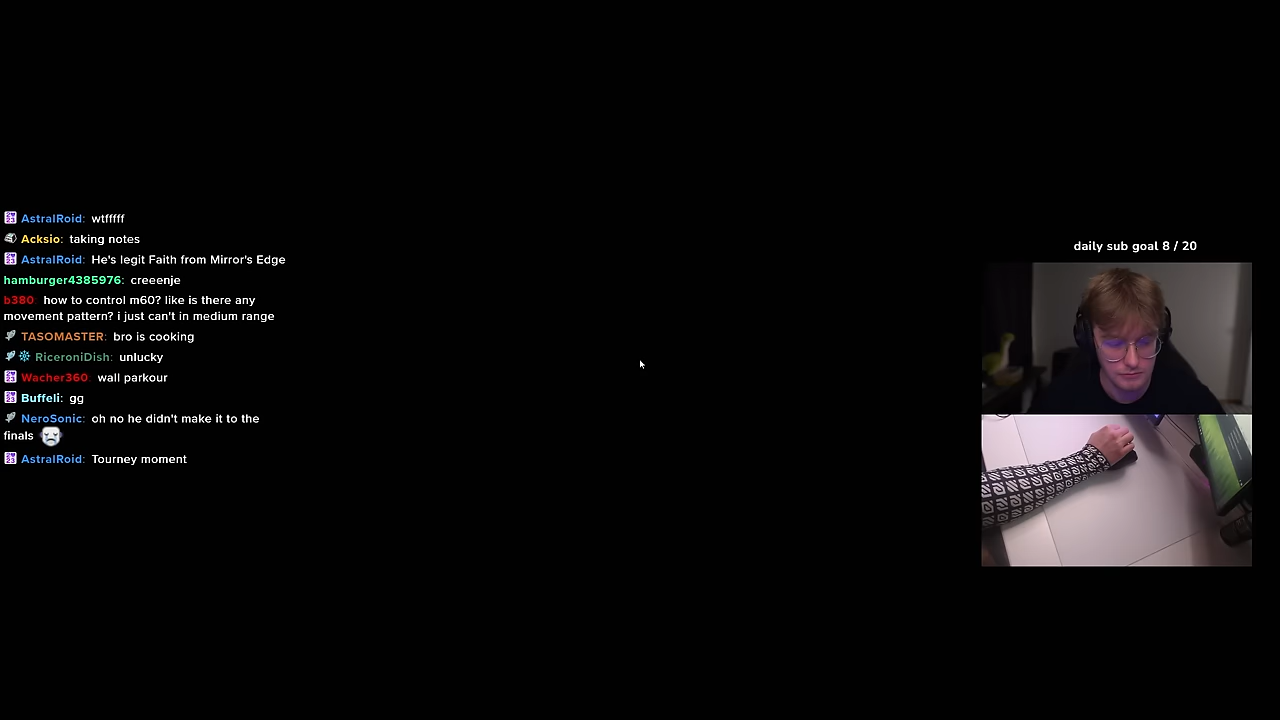 AstralRoid: wtfffff
Acksio: taking notes
AstralRoid: He's legit Faith from Mirror's Edge
hamburger4385976: creeenje
b380: how to control m60? like is there any
movement pattern? i just can't in medium range
TASOMASTER: bro is cooking
RiceroniDish: unlucky
Wacher360: wall parkour
Buffeli: gg
NeroSonic: oh no he didn't make it to the
finals
AstralRoid: Tourney moment
daily sub goal 8 / 20